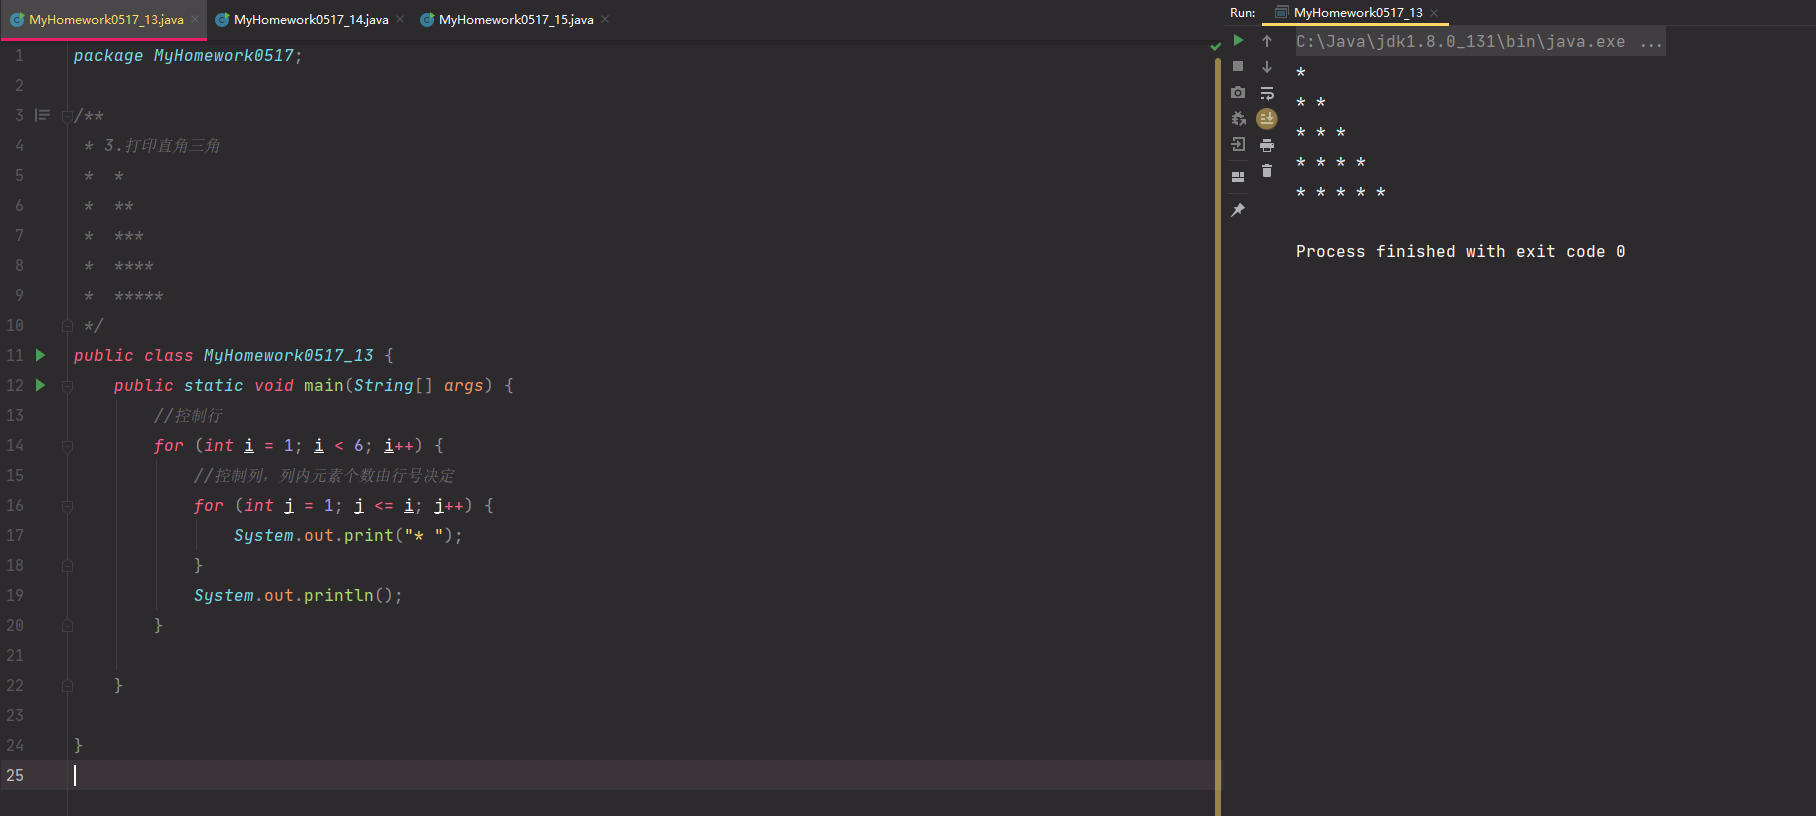 MyHomework0517_13.java
MyHomework0517_14.java
MyHomework0517_15.java
1 package MyHomework0517;
2
3 /**
4 * 3.打印直角三角
5 * *
6 * **
7 * ***
8 * ****
9 * *****
10 */
11 public class MyHomework0517_13 {
12 public static void main(String[] args) {
13 //控制行
14 for (int i = 1; i < 6; i++) {
15 //控制列，列内元素个数由行号决定
16 for (int j = 1; j <= i; j++) {
17 System.out.print("* ");
18 }
19 System.out.println();
20 }
21
22 }
23
24 }
25
Run: MyHomework0517_13
C:\Java\jdk1.8.0_131\bin\java.exe ...
*
* *
* * *
* * * *
* * * * *
Process finished with exit code 0